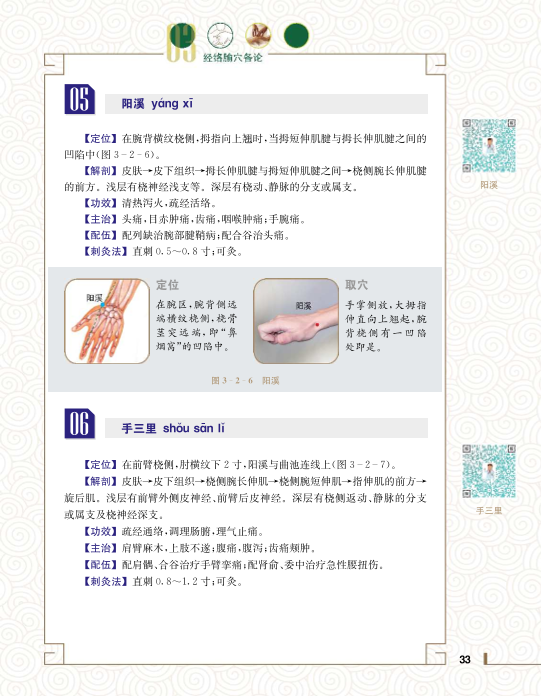 03
经络腧穴各论
05
阳溪 yáng xī
【定位】在腕背横纹桡侧,拇指向上翘时,当拇短伸肌腱与拇长伸肌腱之间的
凹陷中(图3-2-6)。
【解剖】皮肤→皮下组织→拇长伸肌腱与拇短伸肌腱之间→桡侧腕长伸肌腱
的前方。浅层有桡神经浅支等。深层有桡动、静脉的分支或属支。
【功效】清热泻火,疏经活络。
【主治】头痛,目赤肿痛,齿痛,咽喉肿痛;手腕痛。
【配伍】配列缺治腕部腱鞘病;配合谷治头痛。
【刺灸法】直刺0.5～0.8寸;可灸。
阳溪
阳溪
定位
在腕区,腕背侧远
端横纹桡侧,桡骨
茎突远端,即“鼻
烟窝”的凹陷中。
阳溪
取穴
手掌侧放,大拇指
伸直向上翘起,腕
背桡侧有一凹陷
处即是。
图3-2-6 阳溪
06
手三里 shǒu sān lǐ
【定位】在前臂桡侧,肘横纹下2寸,阳溪与曲池连线上(图3-2-7)。
【解剖】皮肤→皮下组织→桡侧腕长伸肌→桡侧腕短伸肌→指伸肌的前方→
旋后肌。浅层有前臂外侧皮神经、前臂后皮神经。深层有桡侧返动、静脉的分支
或属支及桡神经深支。
【功效】疏经通络,调理肠腑,理气止痛。
【主治】肩臂麻木,上肢不遂;腹痛,腹泻;齿痛颊肿。
【配伍】配肩髃、合谷治疗手臂挛痛;配肾俞、委中治疗急性腰扭伤。
【刺灸法】直刺0.8～1.2寸;可灸。
手三里
33